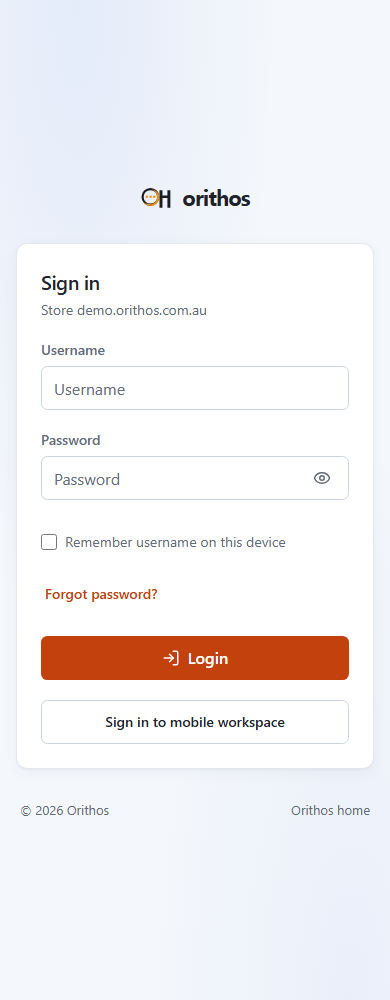 OH orithos
Sign in
Store demo.orithos.com.au
Username
Username
Password
Password
Remember username on this device
Forgot password?
Login
Sign in to mobile workspace
© 2026 Orithos
Orithos home